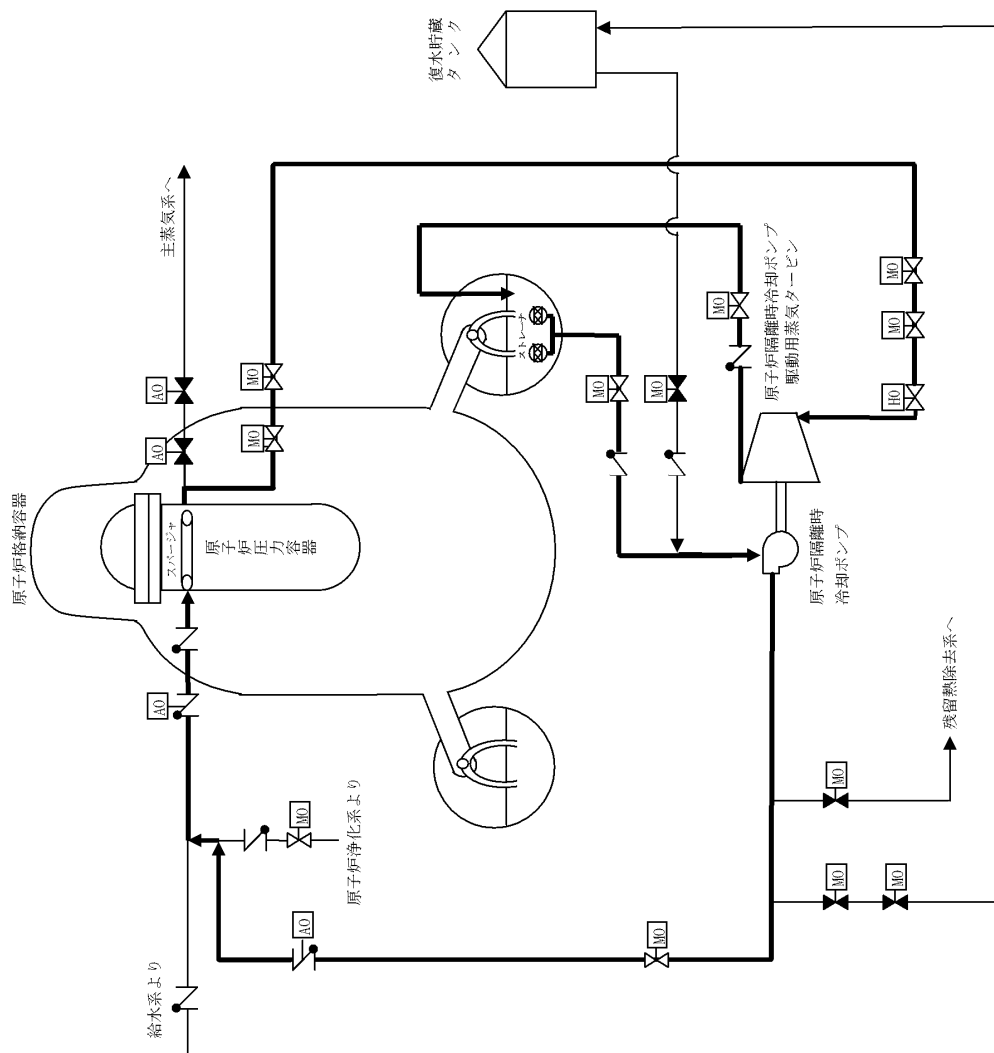 復水貯蔵
タンク
主蒸気系へ
原子炉格納容器
AO
AO
MO
MO
スパージャ
原子炉圧力容器
ストレーナ
MO
MO
MO
原子炉隔離時冷却ポンプ
駆動用蒸気タービン
MO
MO
HO
原子炉隔離時
冷却ポンプ
残留熱除去系へ
AO
MO
原子炉浄化系より
給水系より
AO
MO
MO
MO
MO